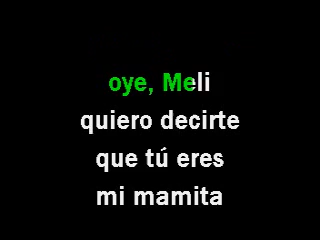 oye, Meli
quiero decirte
que tú eres
mi mamita